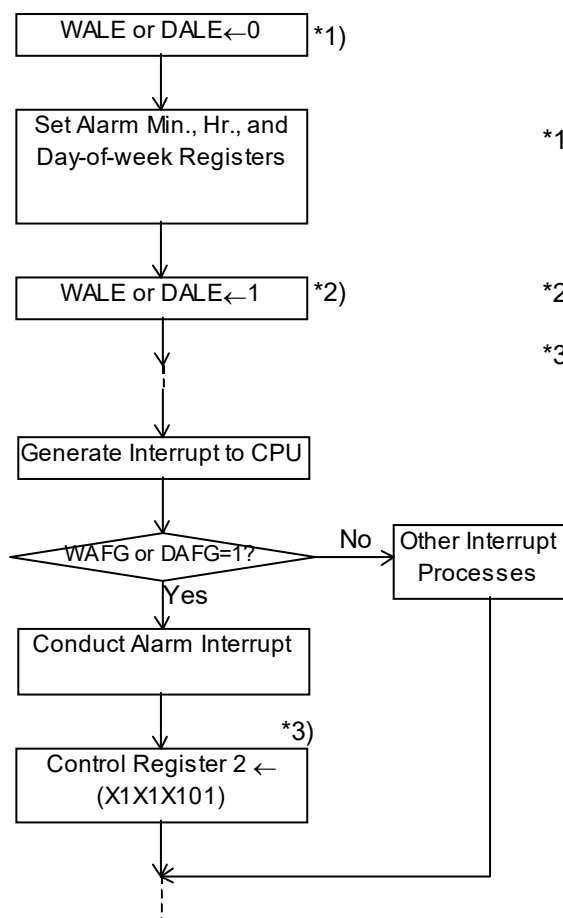 WALE or DALE←0
*1)
Set Alarm Min., Hr., and
Day-of-week Registers
*1
WALE or DALE←1
*2)
*2
*3
Generate Interrupt to CPU
WAFG or DAFG=1?
No
Other Interrupt
Processes
Yes
Conduct Alarm Interrupt
*3)
Control Register 2 ←
(X1X1X101)